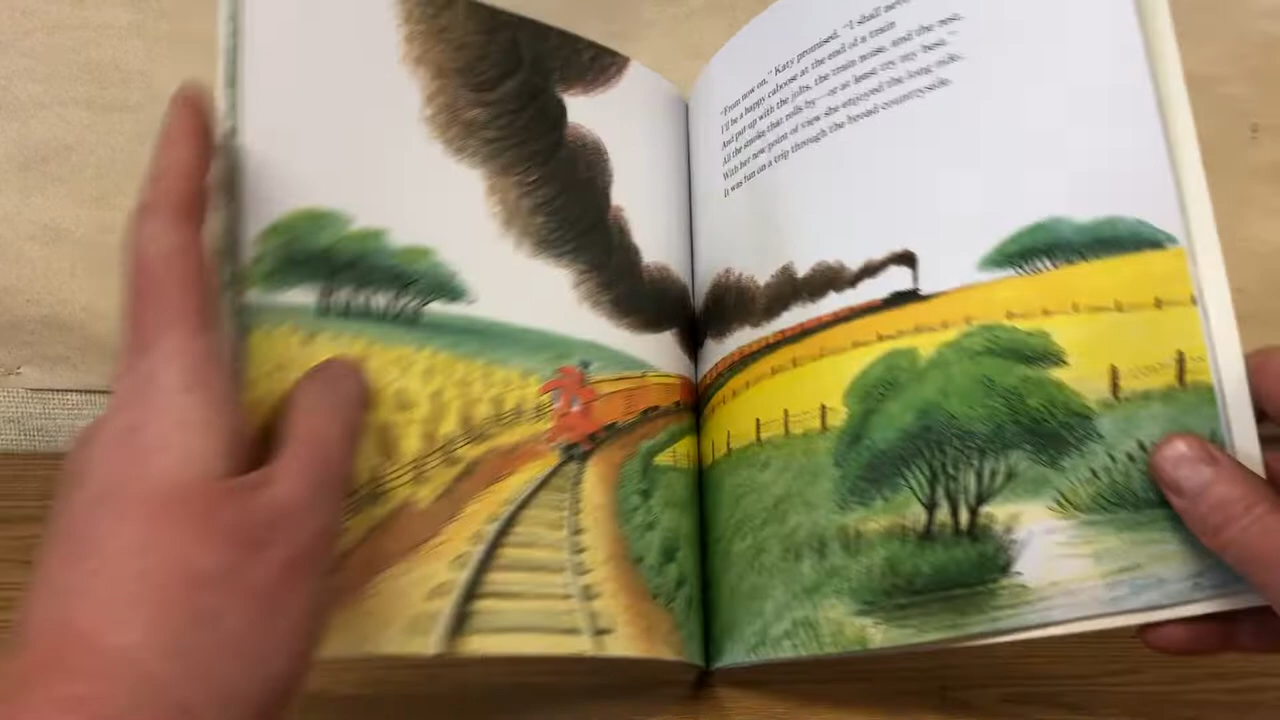 "From now on," Katy promised, "I shall never
I'll be a happy caboose at the end of a train
And put up with the jolts, the train noise, and the rest,
All the smoke that rolls by—or at least try my best."
With her new point of view she enjoyed the long ride.
It was fun on a trip through the broad countryside.